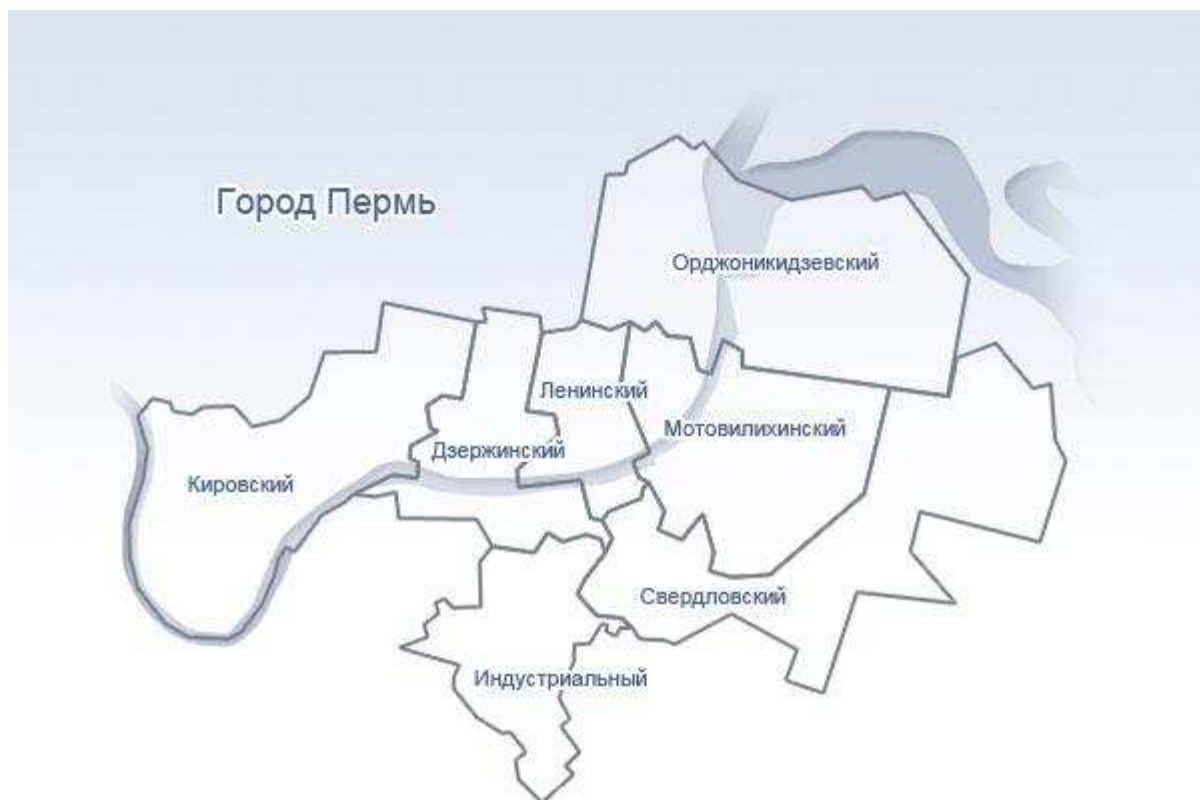 Город Пермь
Орджоникидзевский
Ленинский
Мотовилихинский
Дзержинский
Кировский
Свердловский
Индустриальный